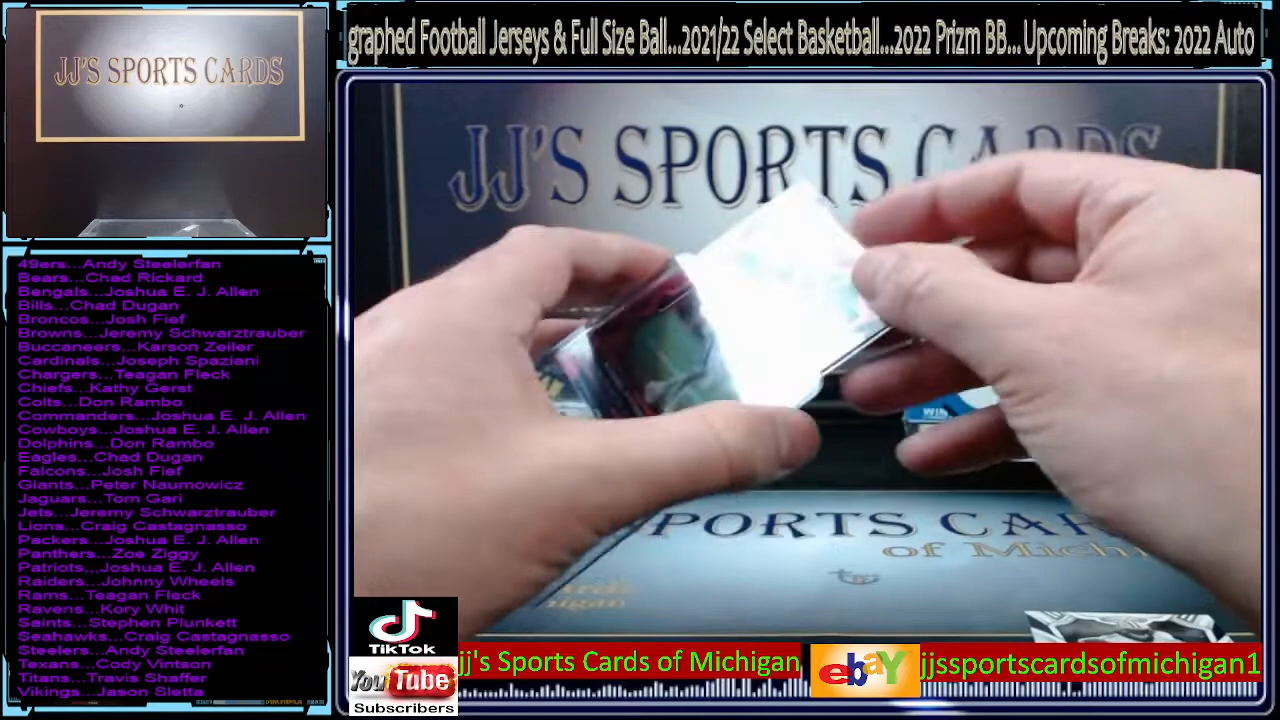 JJ'S SPORTS CARDS
graphed Football Jerseys & Full Size Ball...2021/22 Select Basketball...2022 Prizm BB... Upcoming Breaks: 2022 Auto
JJ'S SPORTS CARDS
49ers...Andy Steelerfan
Bears...Chad Rickard
Bengals...Joshua E. J. Allen
Bills...Chad Dugan
Broncos...Josh Fief
Browns...Jeremy Schwarztrauber
Buccaneers...Karson Zeiler
Cardinals...Joseph Spaziani
Chargers...Teagan Fleck
Chiefs...Kathy Gerst
Colts...Don Rambo
Commanders...Joshua E. J. Allen
Cowboys...Joshua E. J. Allen
Dolphins...Don Rambo
Eagles...Chad Dugan
Falcons...Josh Fief
Giants...Peter Naumowicz
Jaguars...Tom Gari
Jets...Jeremy Schwarztrauber
Lions...Craig Castagnasso
Packers...Joshua E. J. Allen
Panthers...Zoe Ziggy
Patriots,,,Joshua E. J. Allen
Raiders...Johnny Wheels
Rams...Teagan Fleck
Ravens...Kory Whit
Saints...Stephen Plunkett
Seahawks...Craig Castagnasso
Steelers...Andy Steelerfan
Texans...Cody Vintson
Titans...Travis Shaffer
Vikings...Jason Sletta
WIN
SPORTS CAR
of Michi
TikTok
YouTube
Subscribers
jj's Sports Cards of Michigan
ebay
jjssportscardsofmichigan1